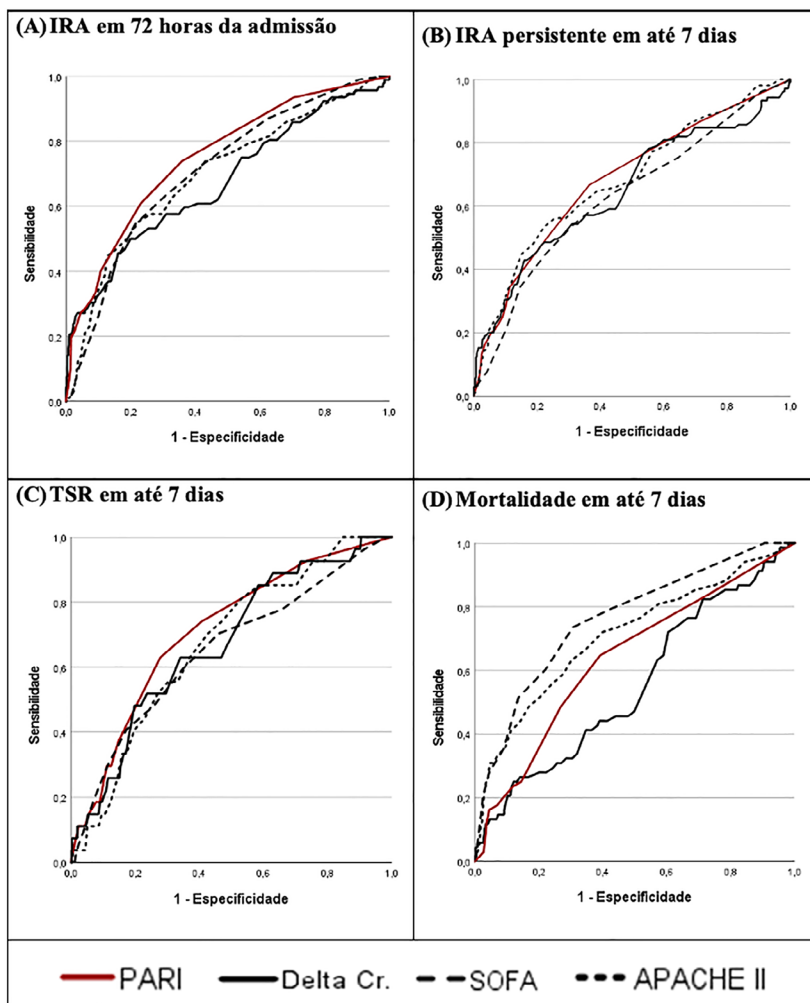 (A) IRA em 72 horas da admissão
1,0
0,8
0,6
0,4
0,2
0,0
Sensibilidade
0,0 0,2 0,4 0,6 0,8 1,0
1 - Especificidade
(B) IRA persistente em até 7 dias
1,0
0,8
0,6
0,4
0,2
0,0
Sensibilidade
0,0 0,2 0,4 0,6 0,8 1,0
1 - Especificidade
(C) TSR em até 7 dias
1,0
0,8
0,6
0,4
0,2
0,0
Sensibilidade
0,0 0,2 0,4 0,6 0,8 1,0
1 - Especificidade
(D) Mortalidade em até 7 dias
1,0
0,8
0,6
0,4
0,2
0,0
Sensibilidade
0,0 0,2 0,4 0,6 0,8 1,0
1 - Especificidade
PARI Delta Cr. SOFA APACHE II